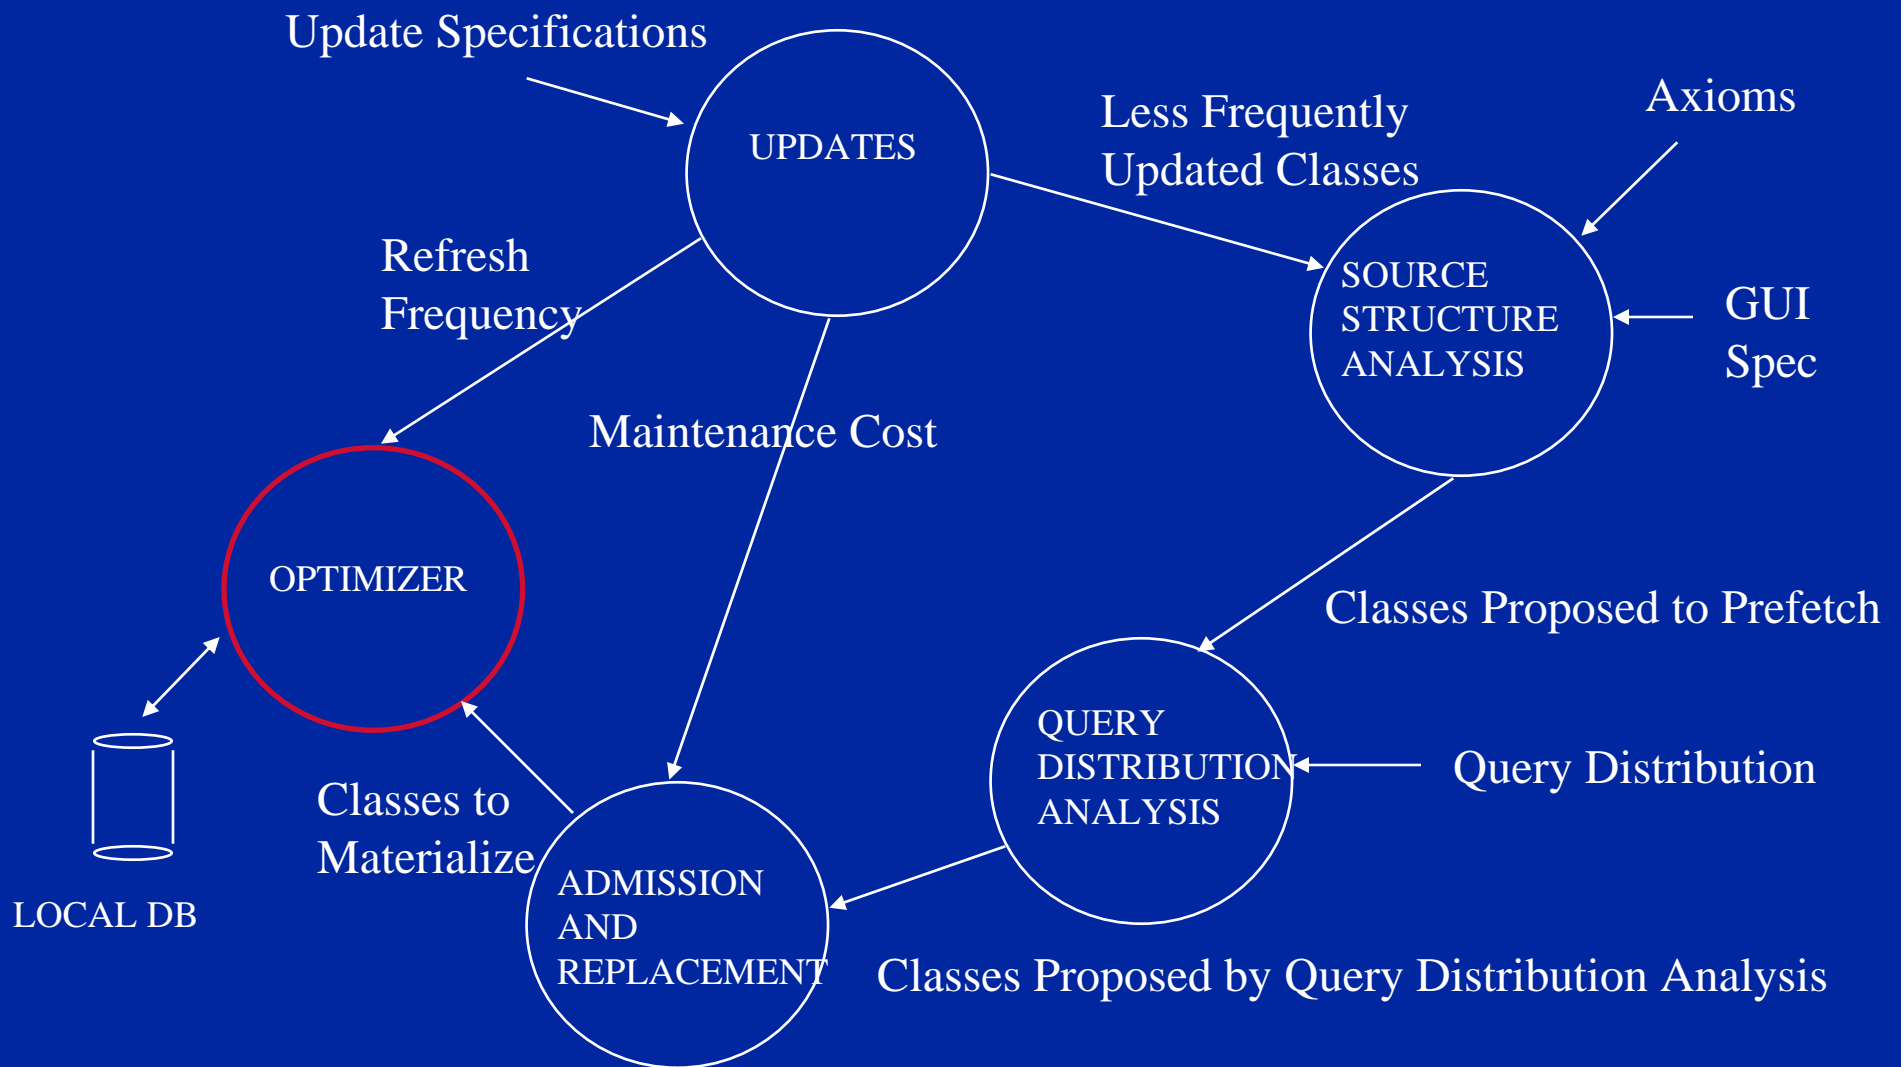 Update Specifications
UPDATES
Less Frequently
Updated Classes
Axioms
Refresh
Frequency
SOURCE
STRUCTURE
ANALYSIS
GUI
Spec
Maintenance Cost
OPTIMIZER
Classes Proposed to Prefetch
QUERY
DISTRIBUTION
ANALYSIS
Query Distribution
Classes to
Materialize
LOCAL DB
ADMISSION
AND
REPLACEMENT
Classes Proposed by Query Distribution Analysis